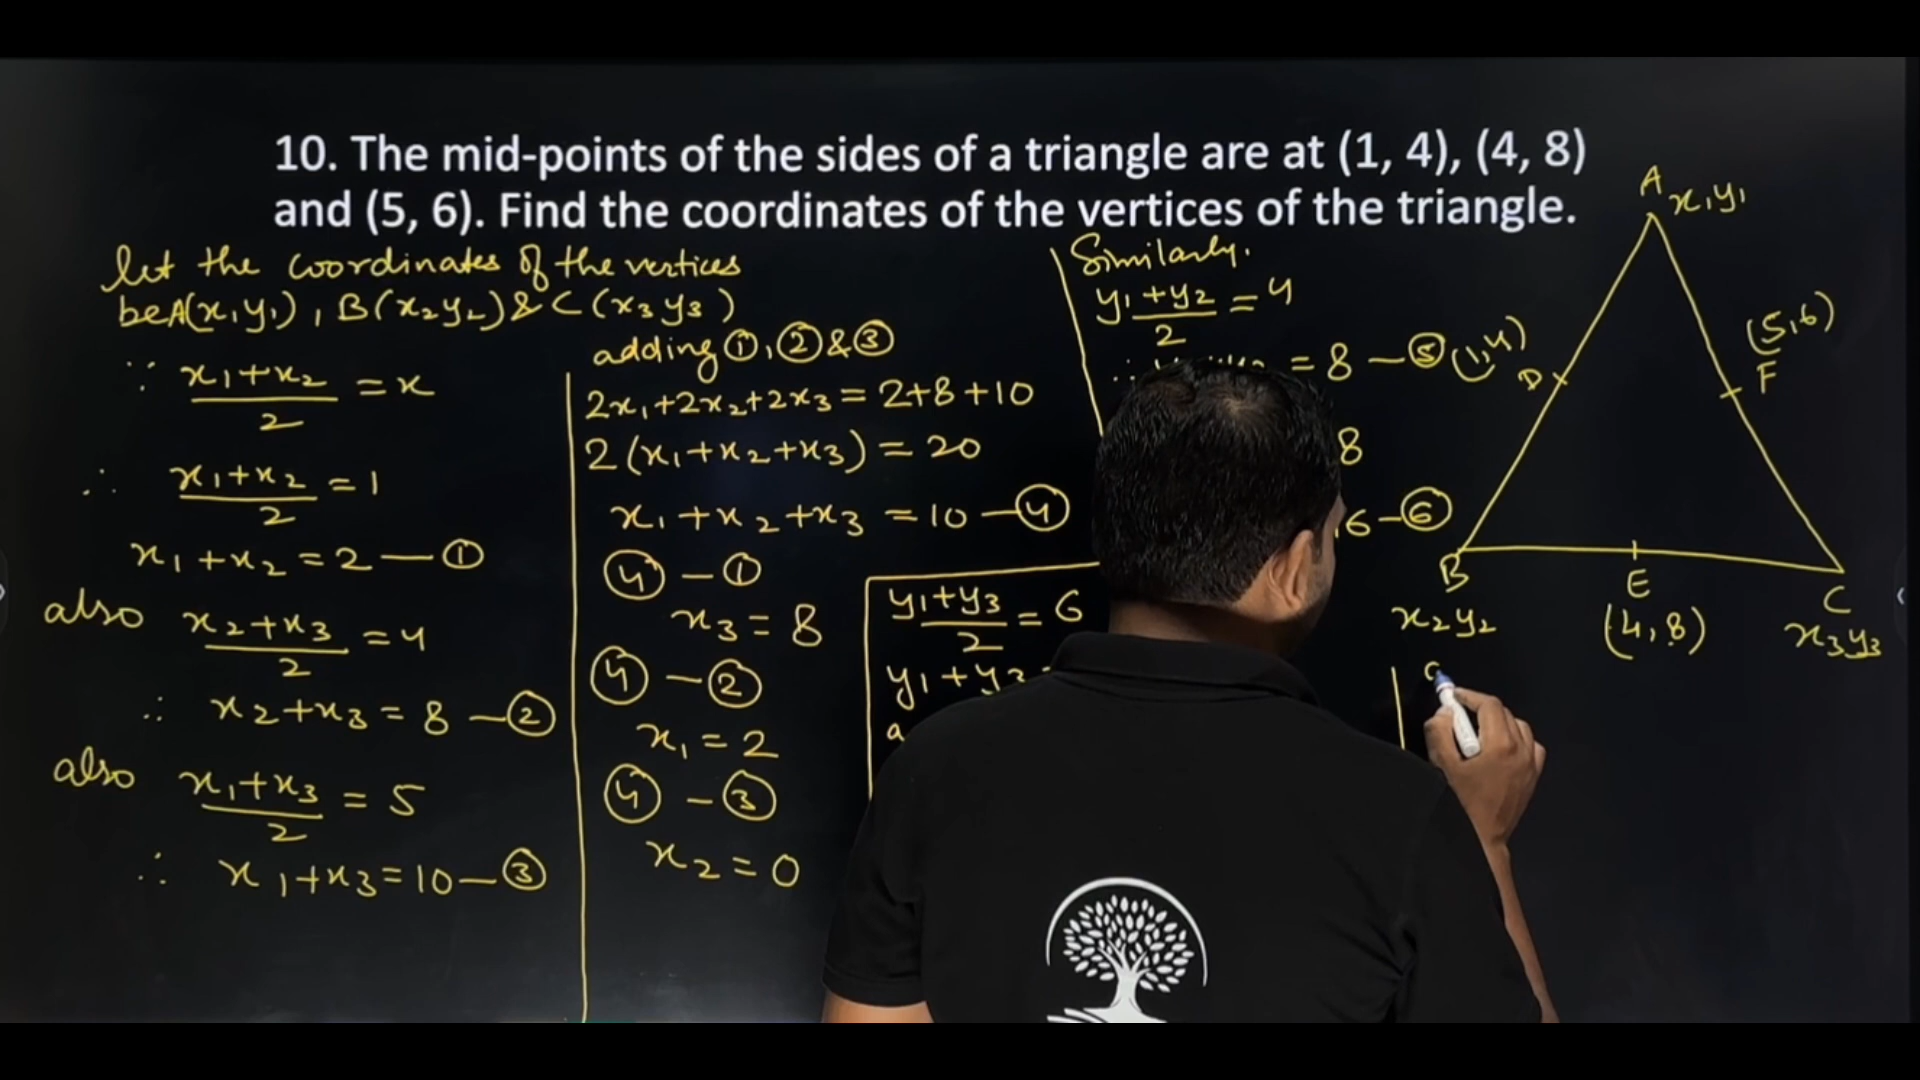 10. The mid-points of the sides of a triangle are at (1, 4), (4, 8)
and (5, 6). Find the coordinates of the vertices of the triangle.
let the coordinates of the vertices
be A(x₁y₁), B(x₂y₂) & C(x₃y₃)
∵ x₁+x₂/2 = x
∴ x₁+x₂/2 = 1
x₁+x₂ = 2 — ①
also x₂+x₃/2 = 4
∴ x₂+x₃ = 8 — ②
also x₁+x₃/2 = 5
∴ x₁+x₃ = 10 — ③
adding ①, ② & ③
2x₁+2x₂+2x₃ = 2+8+10
2(x₁+x₂+x₃) = 20
x₁+x₂+x₃ = 10 — ④
④ – ①
x₃ = 8
④ – ②
x₁ = 2
④ – ③
x₂ = 0
Similarly.
y₁+y₂/2 = 4
= 8 — ⑤
8
6 – ⑥
y₁+y₃/2 = 6
y₁+y₃
a
A x₁y₁
(1,4)
D
(5,6)
F
B
x₂y₂
E
(4,8)
C
x₃y₃